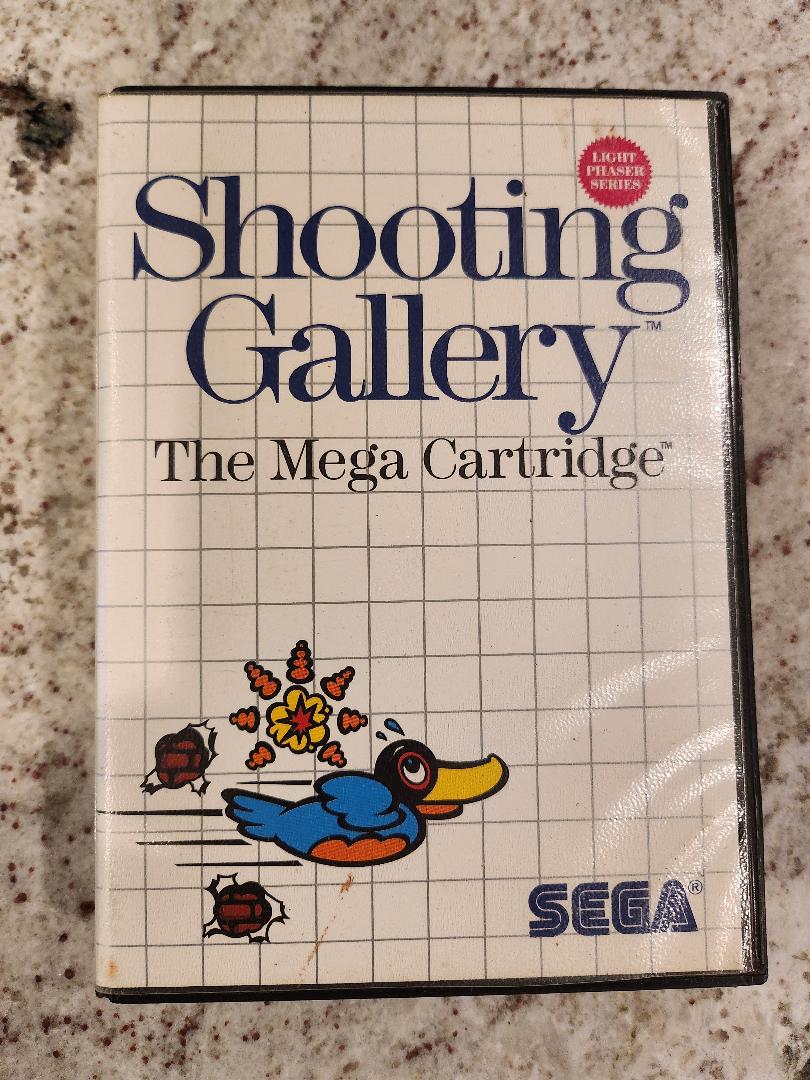 LIGHT
PHASER
SERIES
Shooting
Gallery™
The Mega Cartridge™
SEGA®